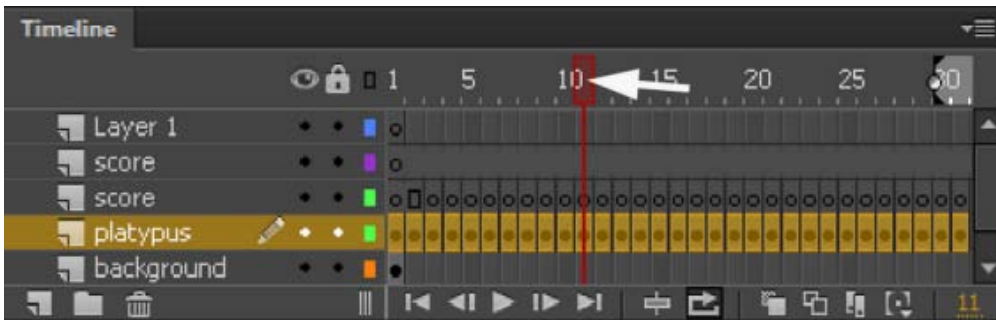 Timeline
1 5 10 15 20 25 30
Layer 1
score
score
platypus
background
11